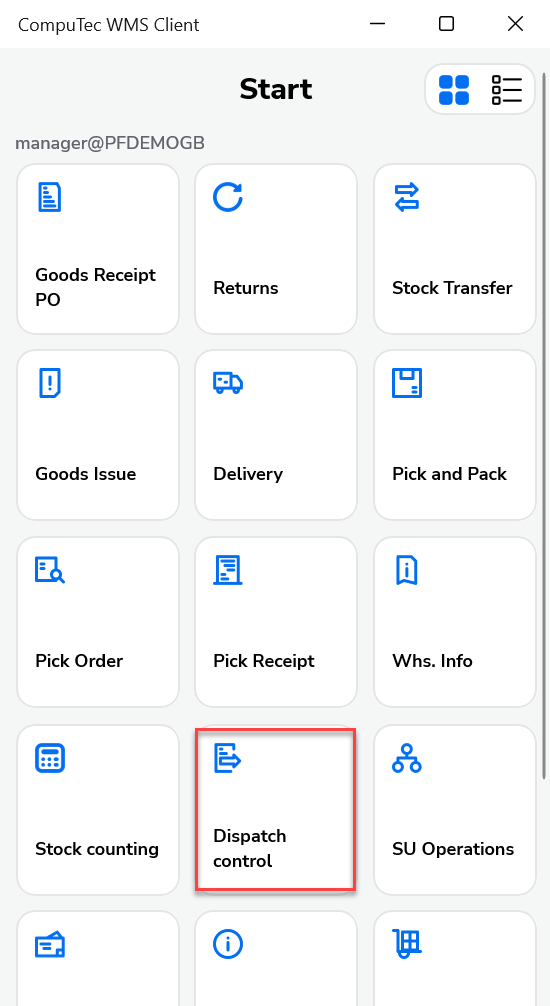 CompuTec WMS Client
Start
manager@PFDEMOGB
Goods Receipt
PO
Returns
Stock Transfer
Goods Issue
Delivery
Pick and Pack
Pick Order
Pick Receipt
Whs. Info
Stock counting
Dispatch
control
SU Operations